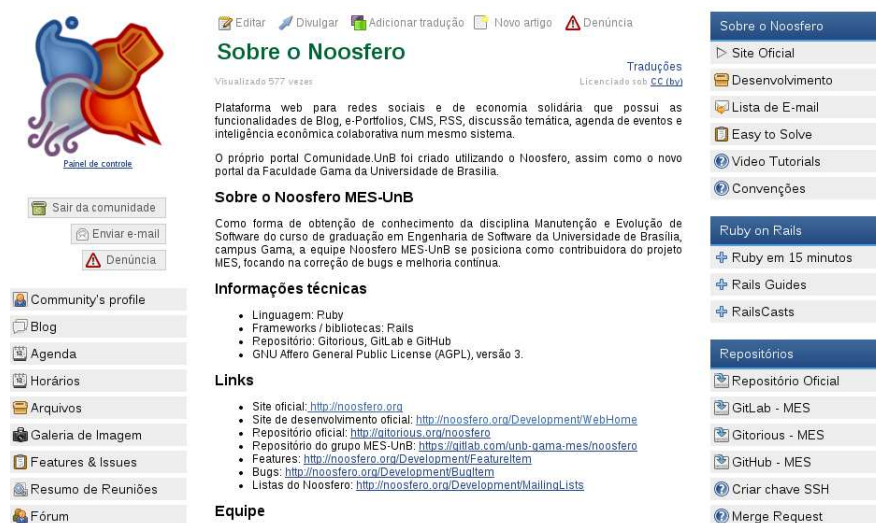 Painel de controle
Sair da comunidade
Enviar e-mail
Denúncia
Community's profile
Blog
Agenda
Horários
Arquivos
Galeria de Imagem
Features & Issues
Resumo de Reuniões
Fórum
Editar Divulgar Adicionar tradução Novo artigo Denúncia
Sobre o Noosfero
Traduções
Visualizado 577 vezes Licenciado sob CC (by)
Plataforma web para redes sociais e de economia solidária que possui as
funcionalidades de Blog, e-Portfolios, CMS, RSS, discussão temática, agenda de eventos e
inteligência econômica colaborativa num mesmo sistema.
O próprio portal Comunidade.UnB foi criado utilizando o Noosfero, assim como o novo
portal da Faculdade Gama da Universidade de Brasilia.
Sobre o Noosfero MES-UnB
Como forma de obtenção de conhecimento da disciplina Manutenção e Evolução de
Software do curso de graduação em Engenharia de Software da Universidade de Brasília,
campus Gama, a equipe Noosfero MES-UnB se posiciona como contribuidora do projeto
MES, focando na correção de bugs e melhoria contínua.
Informações técnicas
Linguagem: Ruby
Frameworks / bibliotecas: Rails
Repositório: Gitorious, GitLab e GitHub
GNU Affero General Public License (AGPL), versão 3.
Links
Site oficial: http://noosfero.org
Site de desenvolvimento oficial: http://noosfero.org/Development/WebHome
Repositório oficial: http://gitorious.org/noosfero
Repositório do grupo MES-UnB: https://gitlab.com/unb-gama-mes/noosfero
Features: http://noosfero.org/Development/FeatureItem
Bugs: http://noosfero.org/Development/BugItem
Listas do Noosfero: http://noosfero.org/Development/MailingLists
Equipe
Sobre o Noosfero
Site Oficial
Desenvolvimento
Lista de E-mail
Easy to Solve
Video Tutorials
Convenções
Ruby on Rails
Ruby em 15 minutos
Rails Guides
RailsCasts
Repositórios
Repositório Oficial
GitLab - MES
Gitorious - MES
GitHub - MES
Criar chave SSH
Merge Request